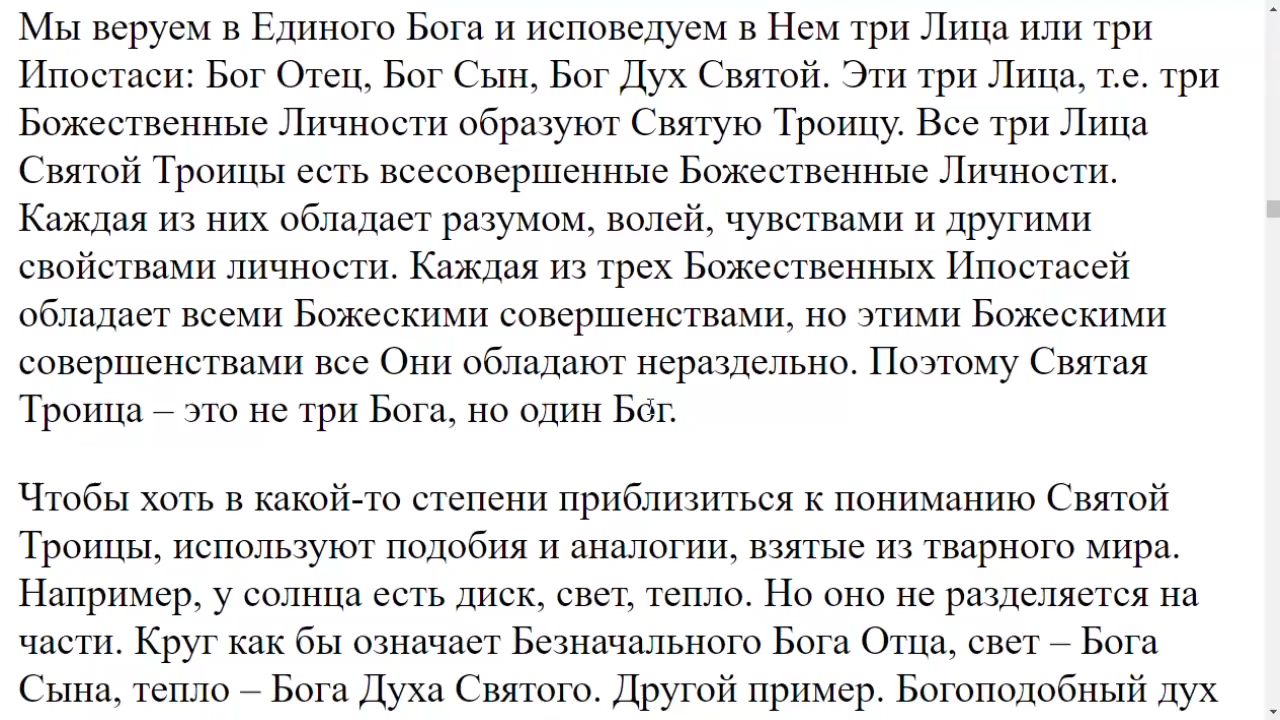 Мы веруем в Единого Бога и исповедуем в Нем три Лица или три
Ипостаси: Бог Отец, Бог Сын, Бог Дух Святой. Эти три Лица, т.е. три
Божественные Личности образуют Святую Троицу. Все три Лица
Святой Троицы есть всесовершенные Божественные Личности.
Каждая из них обладает разумом, волей, чувствами и другими
свойствами личности. Каждая из трех Божественных Ипостасей
обладает всеми Божескими совершенствами, но этими Божескими
совершенствами все Они обладают нераздельно. Поэтому Святая
Троица – это не три Бога, но один Бог.
Чтобы хоть в какой-то степени приблизиться к пониманию Святой
Троицы, используют подобия и аналогии, взятые из тварного мира.
Например, у солнца есть диск, свет, тепло. Но оно не разделяется на
части. Круг как бы означает Безначального Бога Отца, свет – Бога
Сына, тепло – Бога Духа Святого. Другой пример. Богоподобный дух